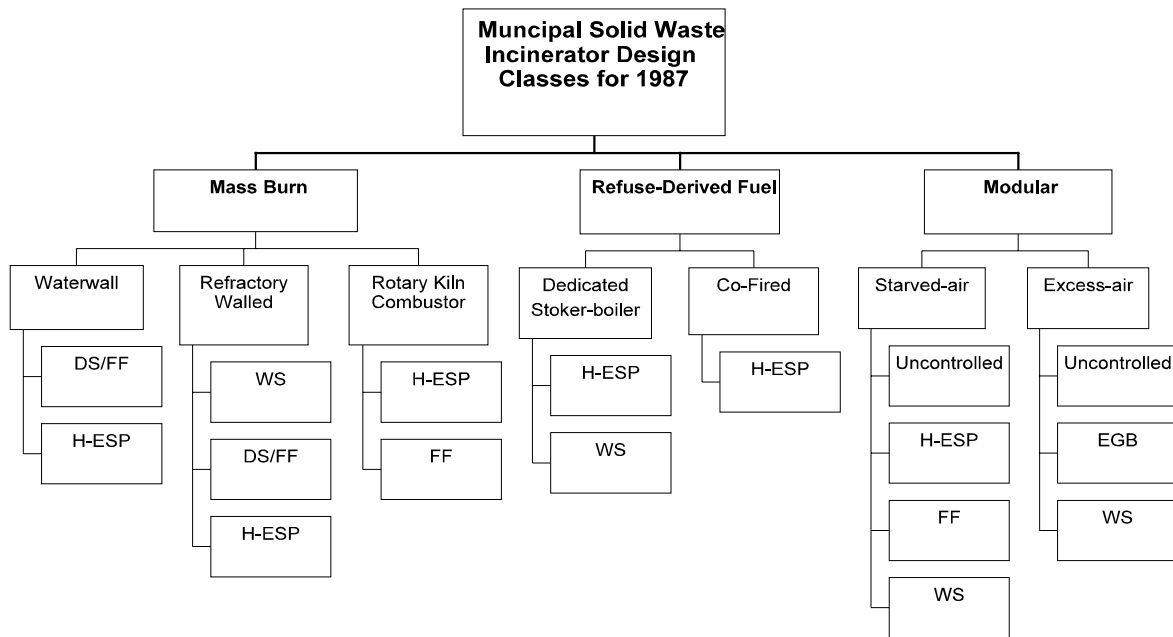 Muncipal Solid Waste
Incinerator Design
Classes for 1987
Mass Burn
Refuse-Derived Fuel
Modular
Waterwall
Refractory
Walled
Rotary Kiln
Combustor
Dedicated
Stoker-boiler
Co-Fired
Starved-air
Excess-air
DS/FF
H-ESP
WS
DS/FF
H-ESP
H-ESP
FF
H-ESP
WS
H-ESP
Uncontrolled
H-ESP
FF
WS
Uncontrolled
EGB
WS